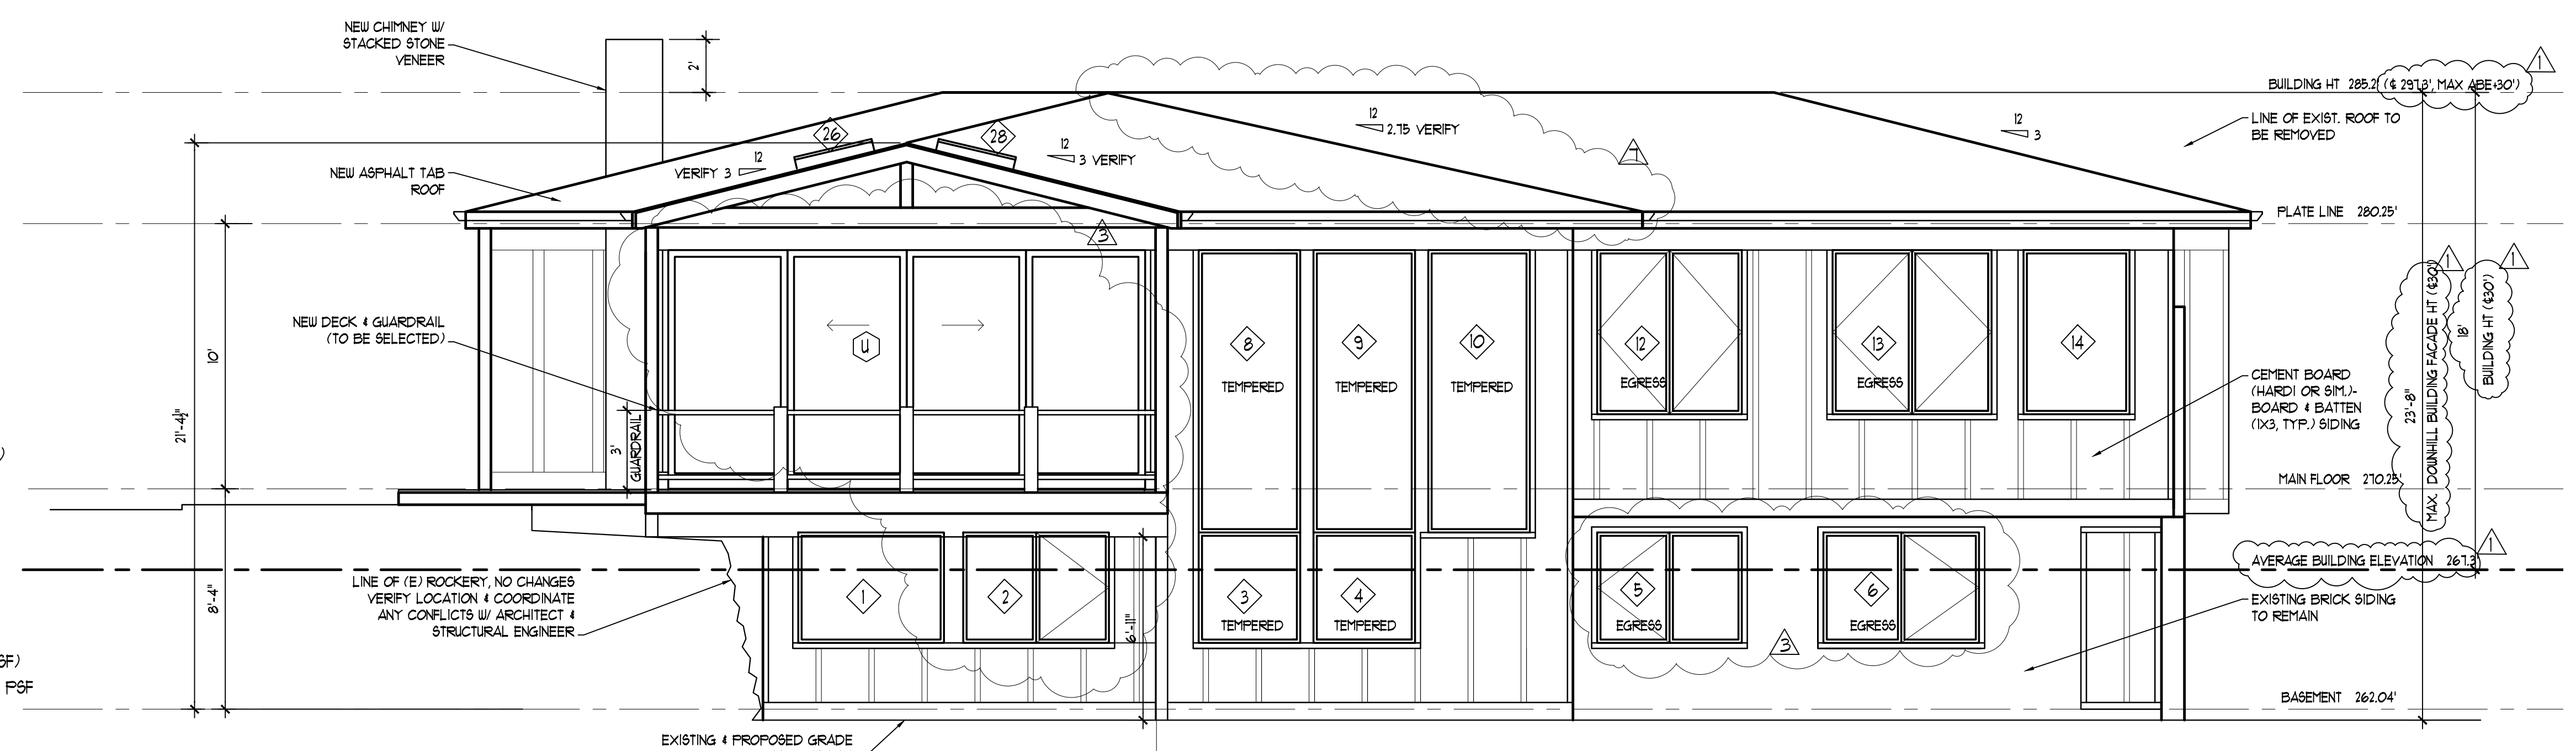 NEW CHIMNEY W/
STACKED STONE
VENEER
2'
1
BUILDING HT 285.2' (¢ 297.3', MAX ABE+30')
LINE OF EXIST. ROOF TO
BE REMOVED
26
28
12
VERIFY 3
12
3 VERIFY
12
2.75 VERIFY
7
12
3
NEW ASPHALT TAB
ROOF
PLATE LINE 280.25'
3
NEW DECK & GUARDRAIL
(TO BE SELECTED)
10'
21'-4½"
8'-4"
3'
GUARDRAIL
U
8
TEMPERED
9
TEMPERED
10
TEMPERED
12
EGRESS
13
EGRESS
14
1
MAX. DOWNHILL BUILDING FACADE HT (¢30')
23'-8"
1
BUILDING HT (¢30')
18'
CEMENT BOARD
(HARDI OR SIM.)-
BOARD & BATTEN
(1X3, TYP.) SIDING
MAIN FLOOR 270.25'
1
AVERAGE BUILDING ELEVATION 267.3'
LINE OF (E) ROCKERY, NO CHANGES
VERIFY LOCATION & COORDINATE
ANY CONFLICTS W/ ARCHITECT &
STRUCTURAL ENGINEER
1
2
6'-11"
3
TEMPERED
4
TEMPERED
5
EGRESS
6
EGRESS
3
EXISTING BRICK SIDING
TO REMAIN
SF)
PSF
BASEMENT 262.04'
EXISTING & PROPOSED GRADE